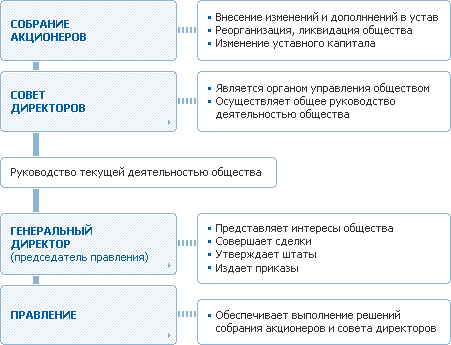 СОБРАНИЕ
АКЦИОНЕРОВ
▪ Внесение изменений и дополннений в устав
▪ Реорганизация, ликвидация общества
▪ Изменение уставного капитала
СОВЕТ
ДИРЕКТОРОВ
▪ Является органом управления обществом
▪ Осуществляет общее руководство
деятельностью общества
Руководство текущей деятельностью общества
ГЕНЕРАЛЬНЫЙ
ДИРЕКТОР
(председатель правления)
▪ Представляет интересы общества
▪ Совершает сделки
▪ Утверждает штаты
▪ Издает приказы
ПРАВЛЕНИЕ
▪ Обеспечивает выполнение решений
собрания акционеров и совета директоров